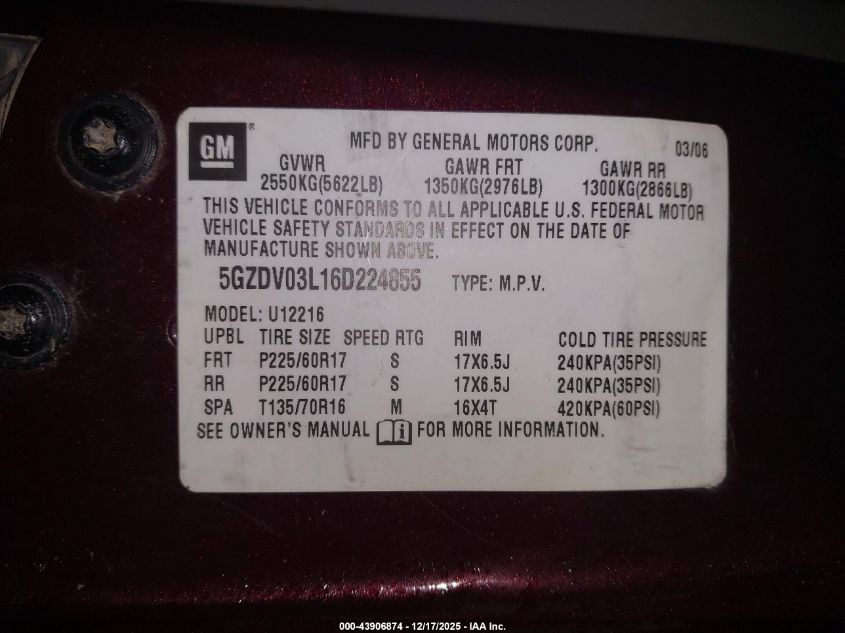 GM ®
MFD BY GENERAL MOTORS CORP. 03/06
GVWR GAWR FRT GAWR RR
2550KG(5622LB) 1350KG(2976LB) 1300KG(2866LB)
THIS VEHICLE CONFORMS TO ALL APPLICABLE U.S. FEDERAL MOTOR
VEHICLE SAFETY STANDARDS IN EFFECT ON THE DATE OF
MANUFACTURE SHOWN ABOVE.
5GZDV03L16D224855 TYPE: M.P.V.
MODEL: U12216
UPBL TIRE SIZE SPEED RTG RIM COLD TIRE PRESSURE
FRT P225/60R17 S 17X6.5J 240KPA(35PSI)
RR P225/60R17 S 17X6.5J 240KPA(35PSI)
SPA T135/70R16 M 16X4T 420KPA(60PSI)
SEE OWNER'S MANUAL i FOR MORE INFORMATION.
000-43906874 - 12/17/2025 - IAA Inc.